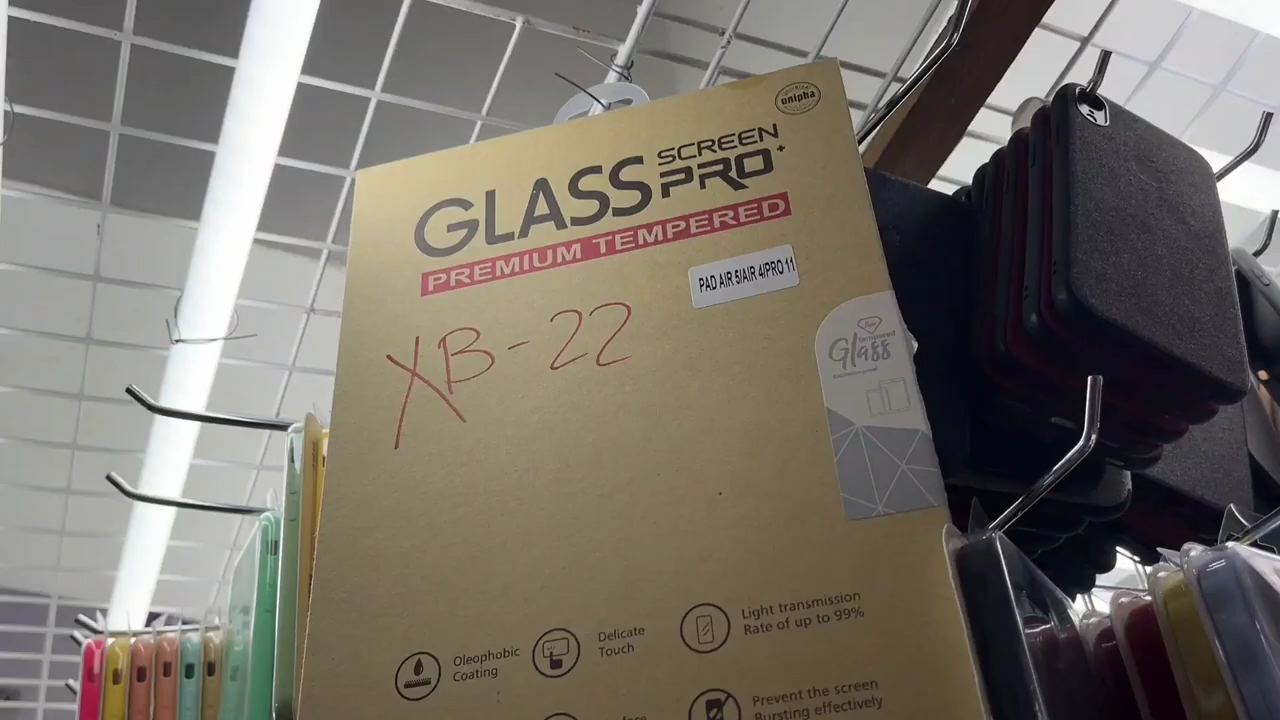 unipha
GLASS SCREEN PRO+
PREMIUM TEMPERED
PAD AIR 5/AIR 4/PRO 11
XB-22
tempered
Glass
Oleophobic
Coating
Delicate
Touch
Light transmission
Rate of up to 99%
Prevent the screen
Bursting effectively